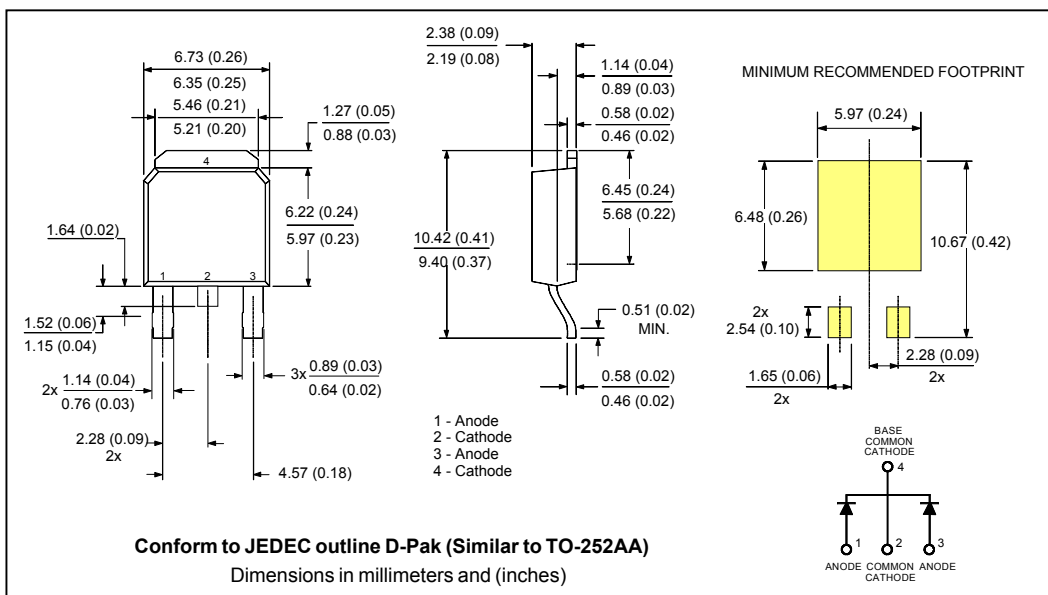 6.73 (0.26)
6.35 (0.25)
5.46 (0.21)
5.21 (0.20)
1.27 (0.05)
0.88 (0.03)
4
6.22 (0.24)
5.97 (0.23)
1.64 (0.02)
1
2
3
1.52 (0.06)
1.15 (0.04)
2x
1.14 (0.04)
0.76 (0.03)
3x
0.89 (0.03)
0.64 (0.02)
2.28 (0.09)
2x
4.57 (0.18)
2.38 (0.09)
2.19 (0.08)
1.14 (0.04)
0.89 (0.03)
0.58 (0.02)
0.46 (0.02)
6.45 (0.24)
5.68 (0.22)
10.42 (0.41)
9.40 (0.37)
0.51 (0.02)
MIN.
0.58 (0.02)
0.46 (0.02)
1 - Anode
2 - Cathode
3 - Anode
4 - Cathode
MINIMUM RECOMMENDED FOOTPRINT
5.97 (0.24)
6.48 (0.26)
10.67 (0.42)
2x
2.54 (0.10)
2.28 (0.09)
2x
1.65 (0.06)
2x
BASE
COMMON
CATHODE
4
1
2
3
ANODE
COMMON
CATHODE
ANODE
Conform to JEDEC outline D-Pak (Similar to TO-252AA)
Dimensions in millimeters and (inches)